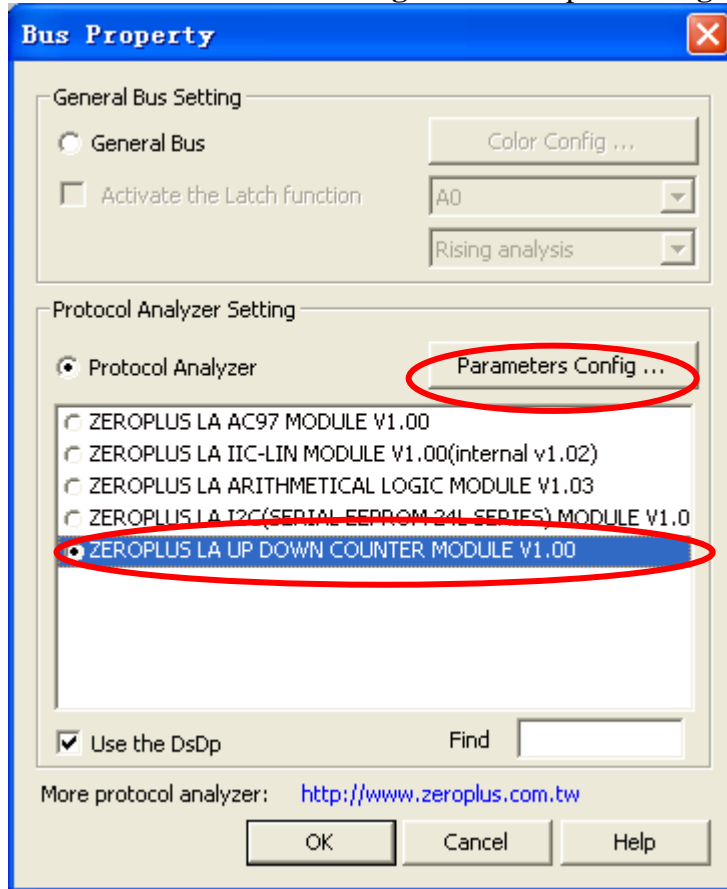 Bus Property
General Bus Setting
General Bus
Color Config ...
Activate the Latch function
A0
Rising analysis
Protocol Analyzer Setting
Protocol Analyzer
Parameters Config ...
ZEROPLUS LA AC97 MODULE V1.00
ZEROPLUS LA IIC-LIN MODULE V1.00(internal v1.02)
ZEROPLUS LA ARITHMETICAL LOGIC MODULE V1.03
ZEROPLUS LA I2C(SERIAL EEPROM 24L SERIES) MODULE V1.0
ZEROPLUS LA UP DOWN COUNTER MODULE V1.00
Use the DsDp
Find
More protocol analyzer: http://www.zeroplus.com.tw
OK Cancel Help